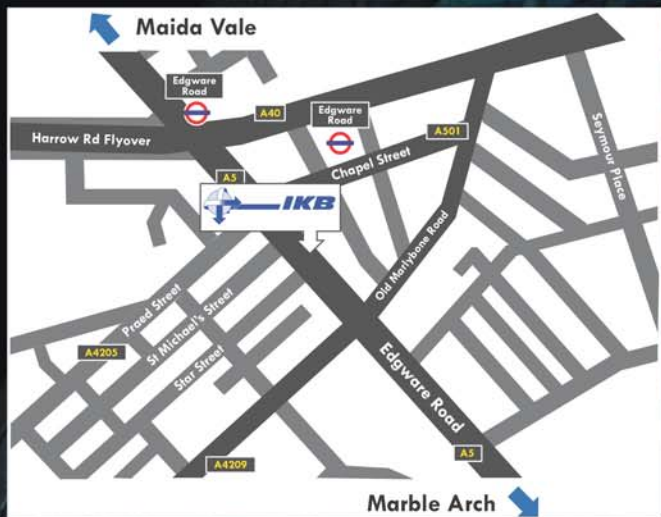 Maida Vale
Edgware
Road
A40
Edgware
Road
A501
Harrow Rd Flyover
Chapel Street
Seymour Place
A5
IKB
Old Marlybone Road
Praed Street
St Michael's Street
A4205
Star Street
Edgware Road
A4209
A5
Marble Arch